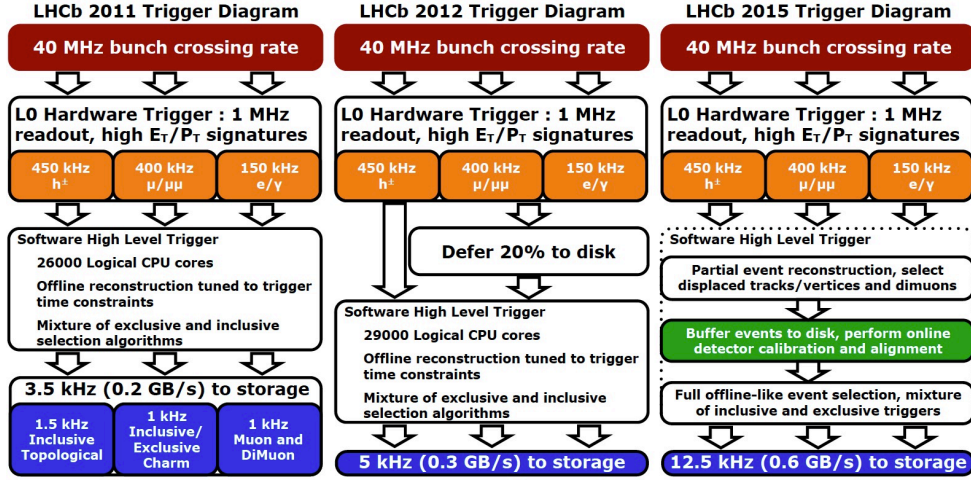 LHCb 2011 Trigger Diagram
40 MHz bunch crossing rate
L0 Hardware Trigger : 1 MHz
readout, high E_T/P_T signatures
450 kHz
h±
400 kHz
μ/μμ
150 kHz
e/γ
Software High Level Trigger
26000 Logical CPU cores
Offline reconstruction tuned to trigger
time constraints
Mixture of exclusive and inclusive
selection algorithms
3.5 kHz (0.2 GB/s) to storage
1.5 kHz
Inclusive
Topological
1 kHz
Inclusive/
Exclusive
Charm
1 kHz
Muon and
DiMuon
LHCb 2012 Trigger Diagram
40 MHz bunch crossing rate
L0 Hardware Trigger : 1 MHz
readout, high E_T/P_T signatures
450 kHz
h±
400 kHz
μ/μμ
150 kHz
e/γ
Defer 20% to disk
Software High Level Trigger
29000 Logical CPU cores
Offline reconstruction tuned to trigger
time constraints
Mixture of exclusive and inclusive
selection algorithms
5 kHz (0.3 GB/s) to storage
LHCb 2015 Trigger Diagram
40 MHz bunch crossing rate
L0 Hardware Trigger : 1 MHz
readout, high E_T/P_T signatures
450 kHz
h±
400 kHz
μ/μμ
150 kHz
e/γ
Software High Level Trigger
Partial event reconstruction, select
displaced tracks/vertices and dimuons
Buffer events to disk, perform online
detector calibration and alignment
Full offline-like event selection, mixture
of inclusive and exclusive triggers
12.5 kHz (0.6 GB/s) to storage